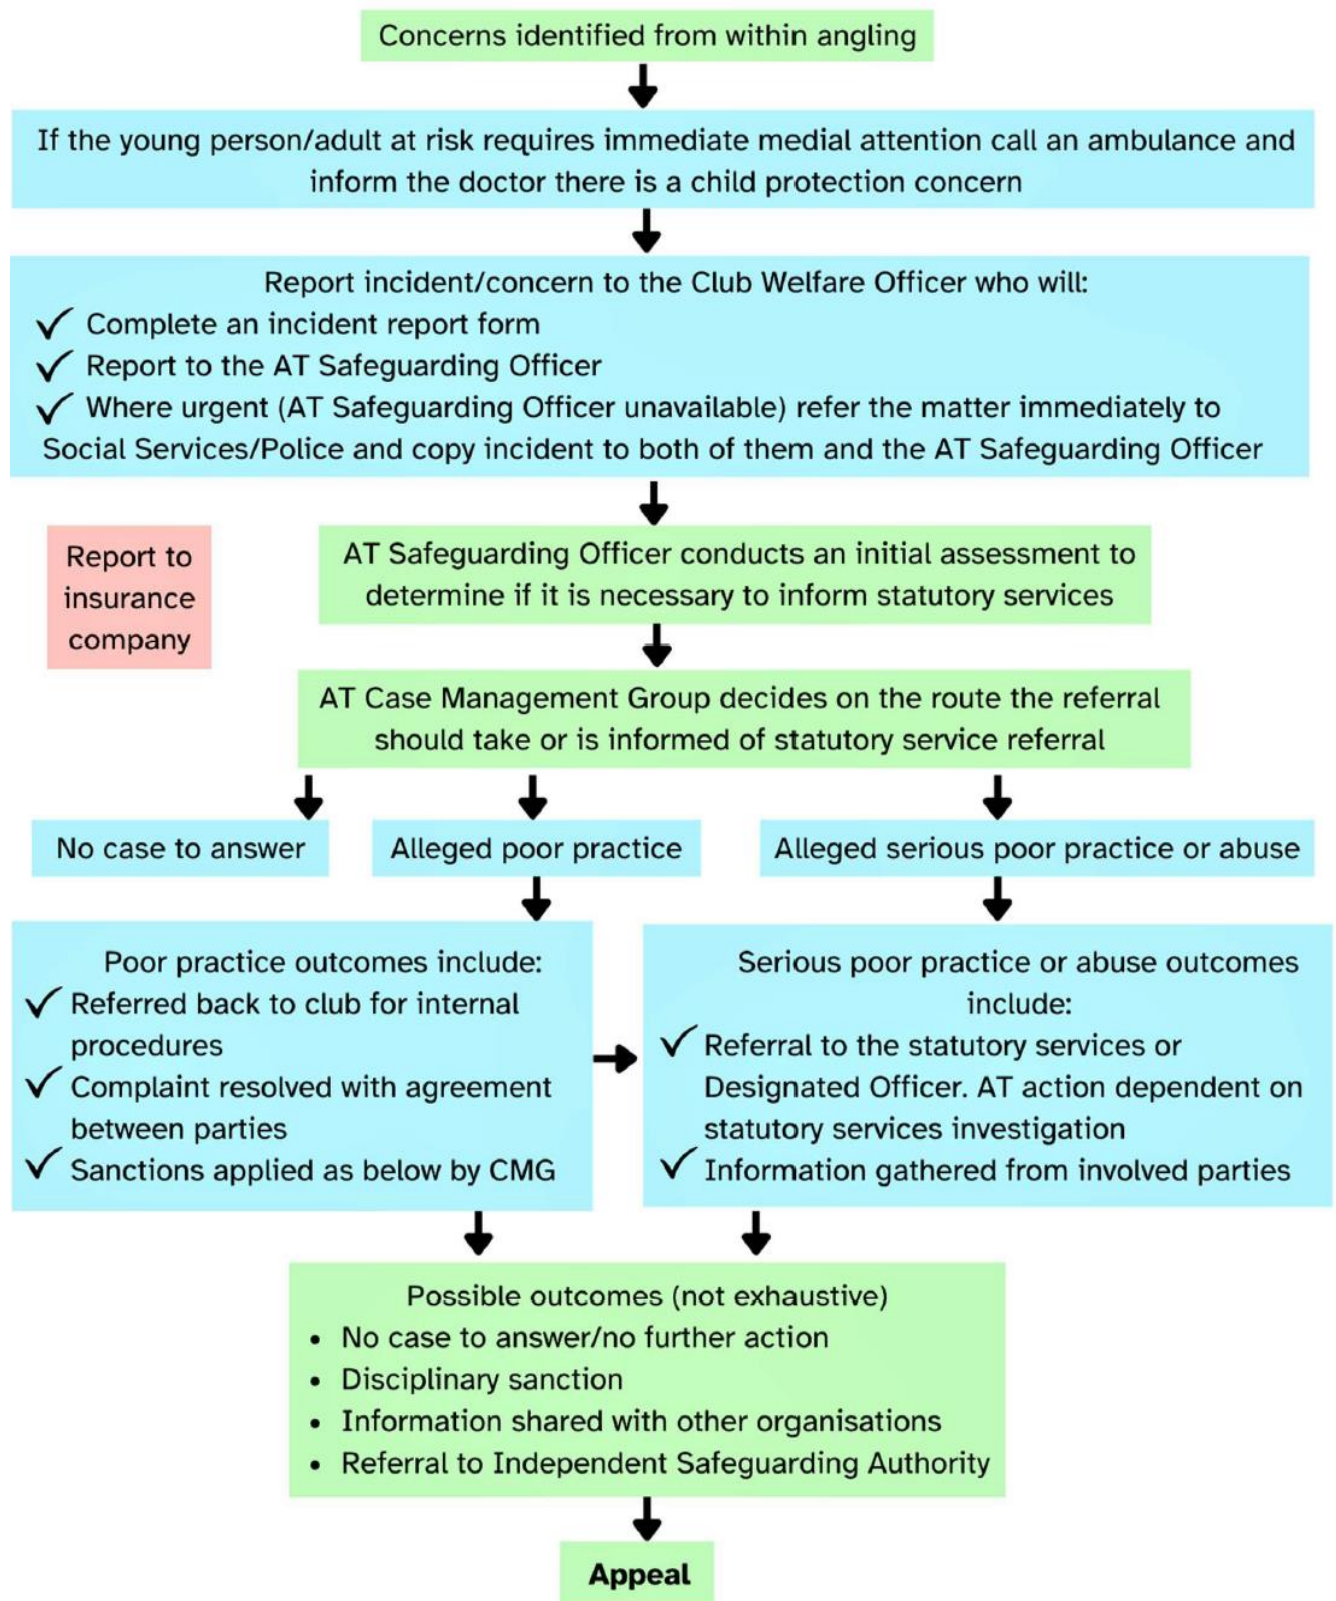 Concerns identified from within angling
If the young person/adult at risk requires immediate medial attention call an ambulance and
inform the doctor there is a child protection concern
Report incident/concern to the Club Welfare Officer who will:
✓ Complete an incident report form
✓ Report to the AT Safeguarding Officer
✓ Where urgent (AT Safeguarding Officer unavailable) refer the matter immediately to
Social Services/Police and copy incident to both of them and the AT Safeguarding Officer
Report to
insurance
company
AT Safeguarding Officer conducts an initial assessment to
determine if it is necessary to inform statutory services
AT Case Management Group decides on the route the referral
should take or is informed of statutory service referral
No case to answer
Alleged poor practice
Alleged serious poor practice or abuse
Poor practice outcomes include:
✓ Referred back to club for internal
procedures
✓ Complaint resolved with agreement
between parties
✓ Sanctions applied as below by CMG
Serious poor practice or abuse outcomes
include:
✓ Referral to the statutory services or
Designated Officer. AT action dependent on
statutory services investigation
✓ Information gathered from involved parties
Possible outcomes (not exhaustive)
• No case to answer/no further action
• Disciplinary sanction
• Information shared with other organisations
• Referral to Independent Safeguarding Authority
Appeal